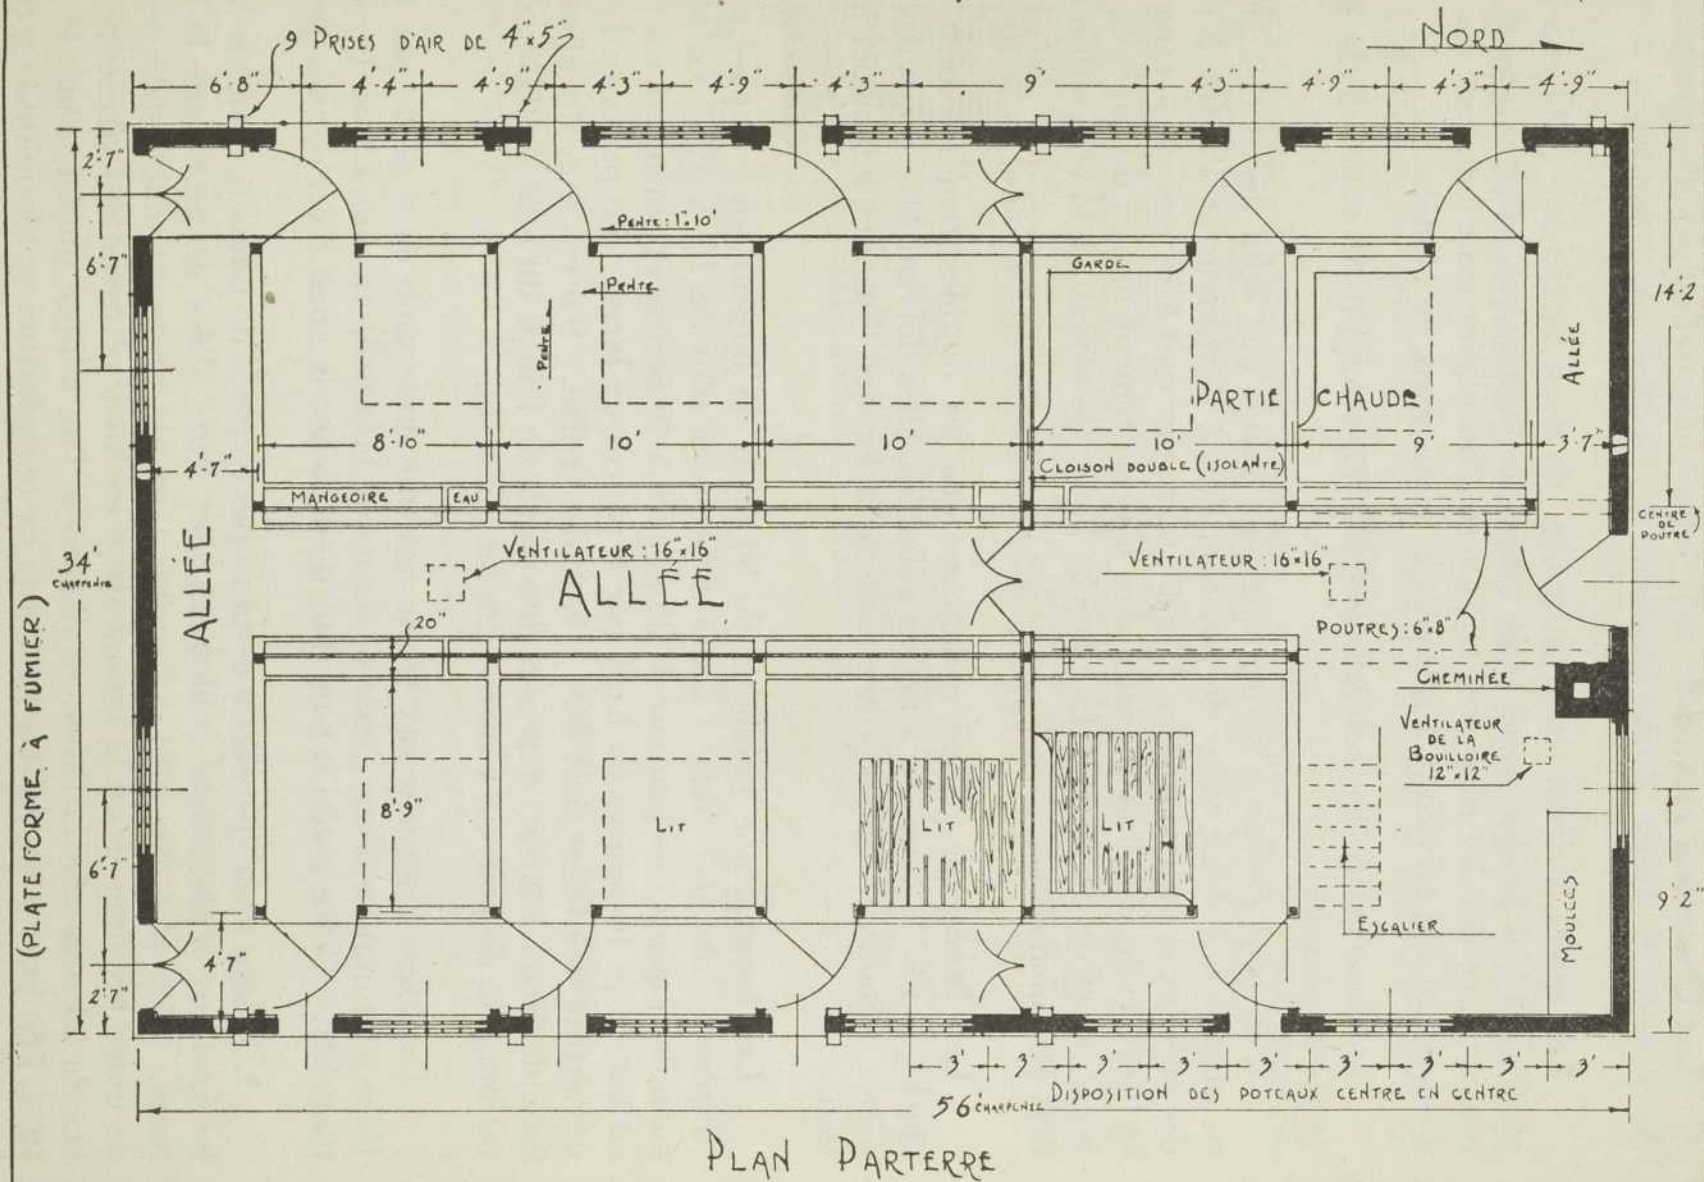 NORD
9 PRISES D'AIR DE 4"x5"
6'-8" 4'-4" 4'-9" 4'-3" 4'-9" 4'-3" 9' 4'-3" 4'-9" 4'-3" 4'-9"
2'-7"
PENTE: 1"x10'
6'-7"
GARDE
PENTE
PENTE
14'-2
ALLÉE
PARTIE CHAUDE
8'-10" 10' 10' 10' 9' 3'-7"
4'-7"
CLOISON DOUBLE (ISOLANTE)
MANGEOIRE EAU
CENTRE DE POUTRE
ALLÉE
VENTILATEUR: 16"x16"
VENTILATEUR: 16"x16"
34'
CHARPENTE
ALLÉE
20"
POUTRES: 6"x8"
(PLATE FORME À FUMIER)
CHEMINÉE
VENTILATEUR
DE LA
BOUILLOIRE
12"x12"
8'-9"
LIT
LIT
LIT
6'-7"
MOULÉES
9'-2"
ESCALIER
4'-7"
2'-7"
3' 3' 3' 3' 3' 3' 3' 3' 3'
DISPOSITION DES POTEAUX CENTRE EN CENTRE
56' CHARPENTE
PLAN PARTERRE